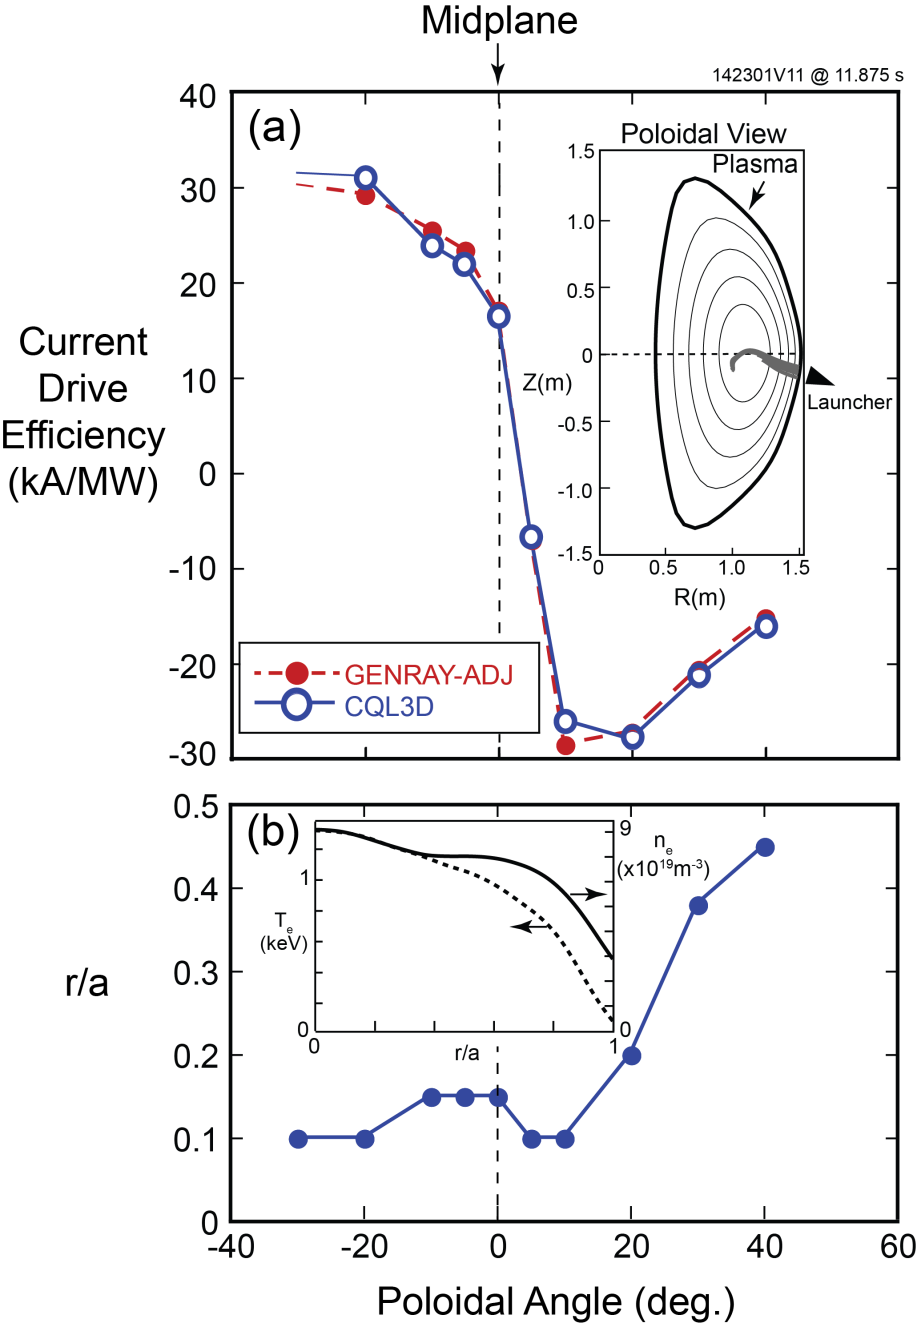 Midplane
142301V11 @ 11.875 s
(a)
40
30
20
10
0
-10
-20
-30
Current
Drive
Efficiency
(kA/MW)
Poloidal View
Plasma
1.5
1.0
0.5
0
-0.5
-1.0
-1.5
Z(m)
Launcher
0 0.5 1.0 1.5
R(m)
GENRAY-ADJ
CQL3D
(b)
0.5
0.4
0.3
0.2
0.1
0
r/a
9
nₑ
(x10¹⁹m⁻³)
1
Tₑ
(keV)
0 0
0 r/a 1
-40 -20 0 20 40 60
Poloidal Angle (deg.)